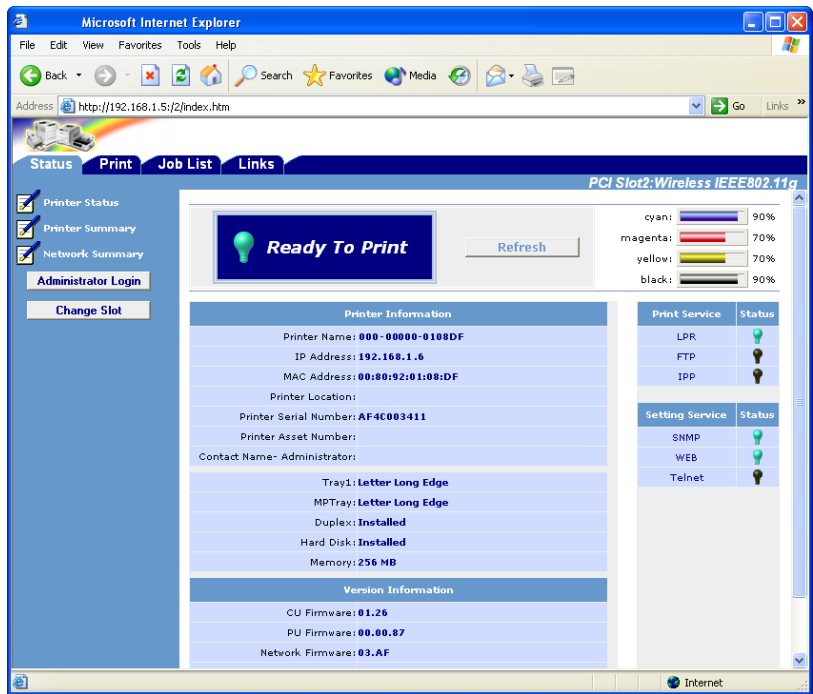 Microsoft Internet Explorer
File Edit View Favorites Tools Help
Back Search Favorites Media
Address http://192.168.1.5:/2/index.htm Go Links »
Status Print Job List Links
PCI Slot2:Wireless IEEE802.11g
Printer Status
Printer Summary
Network Summary
Administrator Login
Change Slot
Ready To Print
Refresh
cyan: 90%
magenta: 70%
yellow: 70%
black: 90%
Printer Information
Printer Name: 000-00000-0108DF
IP Address: 192.168.1.6
MAC Address: 00:80:92:01:08:DF
Printer Location:
Printer Serial Number: AF4C003411
Printer Asset Number:
Contact Name- Administrator:
Tray1: Letter Long Edge
MPTray: Letter Long Edge
Duplex: Installed
Hard Disk: Installed
Memory: 256 MB
Version Information
CU Firmware: 01.26
PU Firmware: 00.00.87
Network Firmware: 03.AF
Print Service Status
LPR
FTP
IPP
Setting Service Status
SNMP
WEB
Telnet
Internet